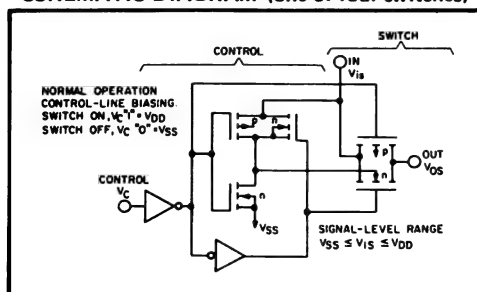 SCHEMATIC DIAGRAM (one of four switches)
SWITCH
CONTROL
IN
Vis
NORMAL OPERATION
CONTROL-LINE BIASING
SWITCH ON, VC "1" = VDD
SWITCH OFF, VC "0" = VSS
p
n
p
n
OUT
VOS
CONTROL
VC
n
VSS
SIGNAL-LEVEL RANGE
VSS ≤ VIS ≤ VDD